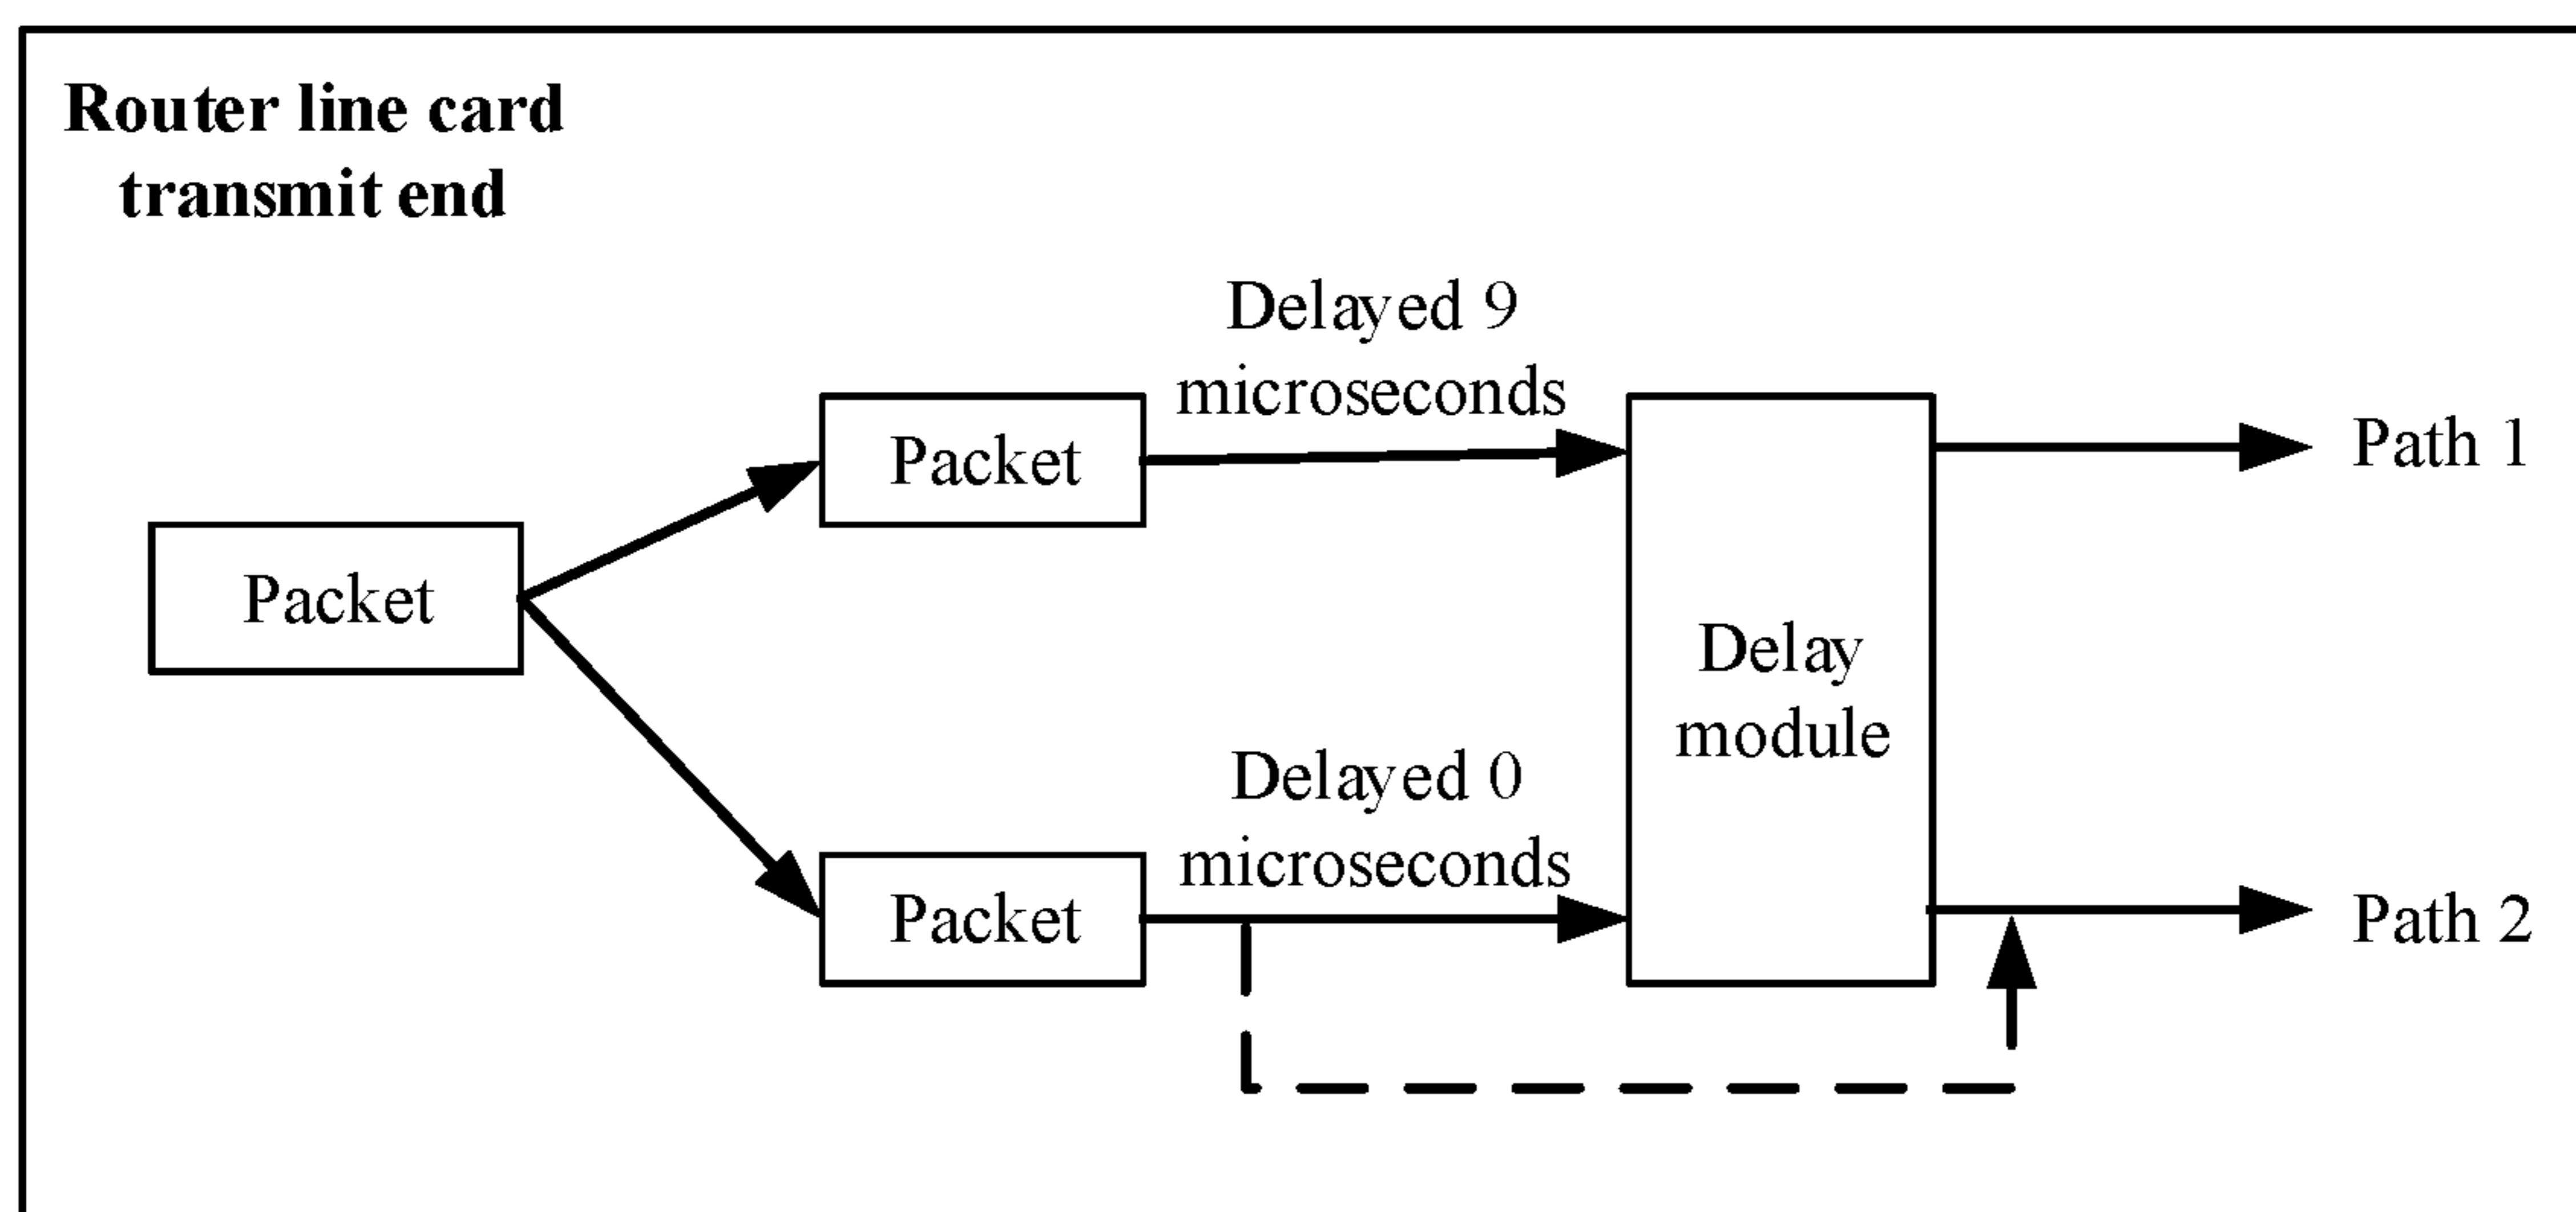 Router line card
transmit end
Delayed 9
microseconds
Packet
Path 1
Packet
Delay
module
Delayed 0
microseconds
Packet
Path 2